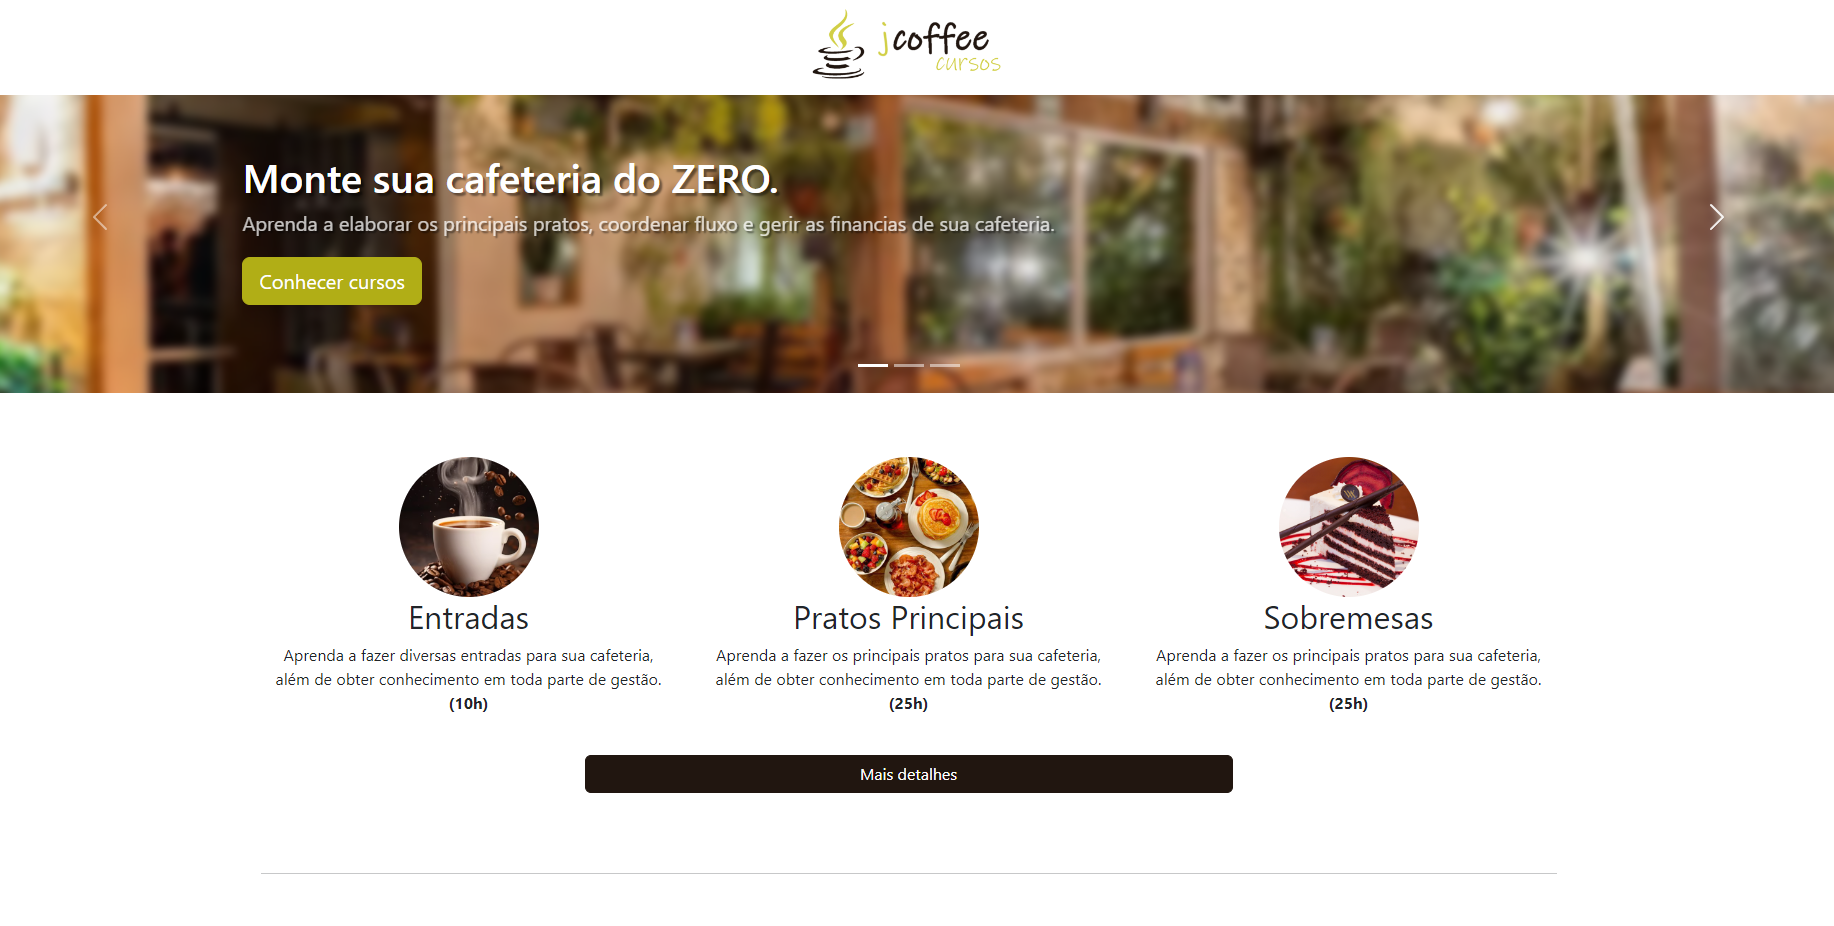 jcoffee
cursos
Monte sua cafeteria do ZERO.
Aprenda a elaborar os principais pratos, coordenar fluxo e gerir as financias de sua cafeteria.
Conhecer cursos
Entradas
Aprenda a fazer diversas entradas para sua cafeteria,
além de obter conhecimento em toda parte de gestão.
(10h)
Pratos Principais
Aprenda a fazer os principais pratos para sua cafeteria,
além de obter conhecimento em toda parte de gestão.
(25h)
Sobremesas
Aprenda a fazer os principais pratos para sua cafeteria,
além de obter conhecimento em toda parte de gestão.
(25h)
Mais detalhes